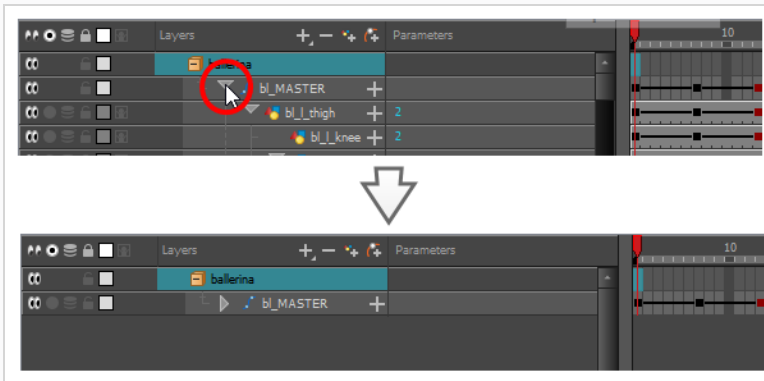 Layers Parameters 10
ballerina
bl_MASTER
bl_l_thigh 2
bl_l_knee 2
Layers Parameters 10
ballerina
bl_MASTER